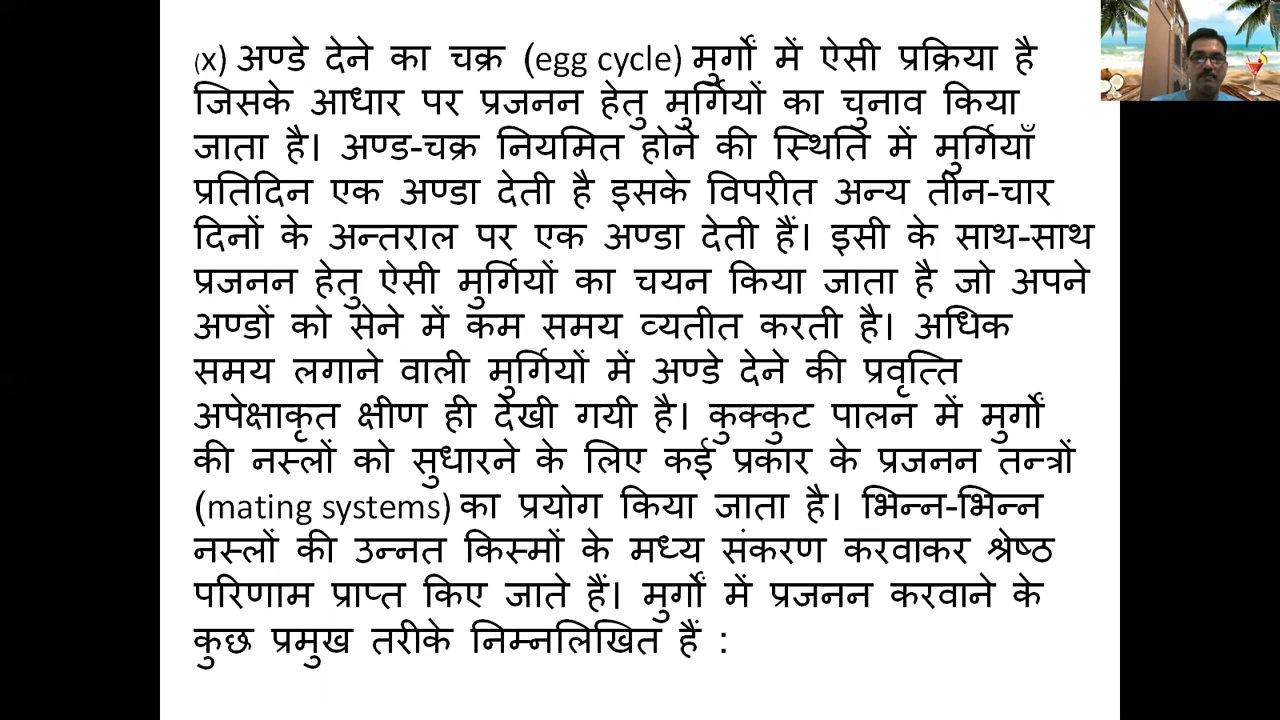 (x) अण्डे देने का चक्र (egg cycle) मुर्गों में ऐसी प्रक्रिया है
जिसके आधार पर प्रजनन हेतु मुर्गियों का चुनाव किया
जाता है। अण्ड-चक्र नियमित होने की स्थिति में मुर्गियाँ
प्रतिदिन एक अण्डा देती है इसके विपरीत अन्य तीन-चार
दिनों के अन्तराल पर एक अण्डा देती हैं। इसी के साथ-साथ
प्रजनन हेतु ऐसी मुर्गियों का चयन किया जाता है जो अपने
अण्डों को सेने में कम समय व्यतीत करती है। अधिक
समय लगाने वाली मुर्गियों में अण्डे देने की प्रवृत्ति
अपेक्षाकृत क्षीण ही देखी गयी है। कुक्कुट पालन में मुर्गों
की नस्लों को सुधारने के लिए कई प्रकार के प्रजनन तन्त्रों
(mating systems) का प्रयोग किया जाता है। भिन्न-भिन्न
नस्लों की उन्नत किस्मों के मध्य संकरण करवाकर श्रेष्ठ
परिणाम प्राप्त किए जाते हैं। मुर्गों में प्रजनन करवाने के
कुछ प्रमुख तरीके निम्नलिखित हैं :